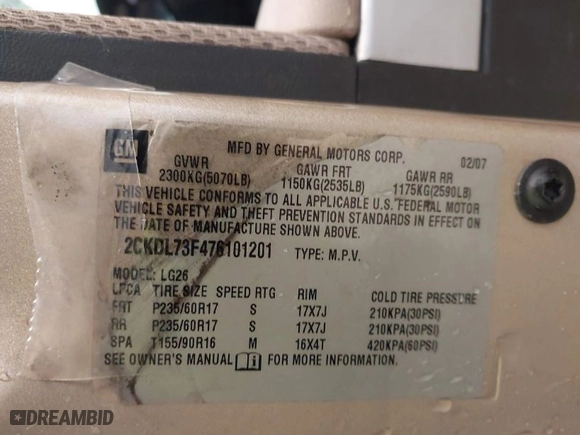 GM
MFD BY GENERAL MOTORS CORP. 02/07
GVWR GAWR FRT GAWR RR
2300KG(5070LB) 1150KG(2535LB) 1175KG(2590LB)
THIS VEHICLE CONFORMS TO ALL APPLICABLE U.S. FEDERAL MOTOR
VEHICLE SAFETY AND THEFT PREVENTION STANDARDS IN EFFECT ON
THE DATE OF MANUFACTURE SHOWN ABOVE.
2CKDL73F476101201 TYPE: M.P.V.
MODEL: LG26
LPCA TIRE SIZE SPEED RTG RIM COLD TIRE PRESSURE
FRT P235/60R17 S 17X7J 210KPA(30PSI)
RR P235/60R17 S 17X7J 210KPA(30PSI)
SPA T155/90R16 M 16X4T 420KPA(60PSI)
SEE OWNER'S MANUAL FOR MORE INFORMATION.
DREAMBID